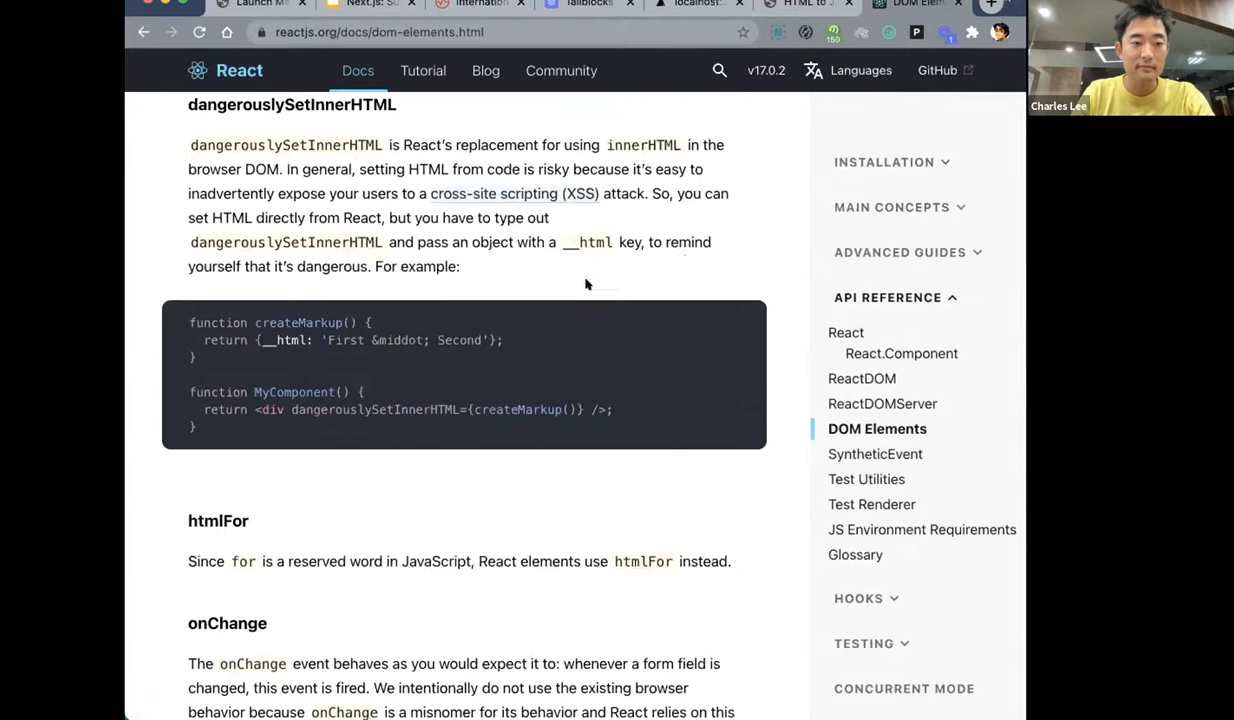 Launch Me
Next.js: Su
Internation
Tailblocks
localhost:
HTML to J
DOM Elem
reactjs.org/docs/dom-elements.html
150
P
Charles Lee
React
Docs
Tutorial
Blog
Community
v17.0.2
Languages
GitHub
dangerouslySetInnerHTML
dangerouslySetInnerHTML is React's replacement for using innerHTML in the
browser DOM. In general, setting HTML from code is risky because it's easy to
inadvertently expose your users to a cross-site scripting (XSS) attack. So, you can
set HTML directly from React, but you have to type out
dangerouslySetInnerHTML and pass an object with a __html key, to remind
yourself that it's dangerous. For example:
function createMarkup() {
return {__html: 'First &middot; Second'};
}
function MyComponent() {
return <div dangerouslySetInnerHTML={createMarkup()} />;
}
htmlFor
Since for is a reserved word in JavaScript, React elements use htmlFor instead.
onChange
The onChange event behaves as you would expect it to: whenever a form field is
changed, this event is fired. We intentionally do not use the existing browser
behavior because onChange is a misnomer for its behavior and React relies on this
INSTALLATION
MAIN CONCEPTS
ADVANCED GUIDES
API REFERENCE
React
React.Component
ReactDOM
ReactDOMServer
DOM Elements
SyntheticEvent
Test Utilities
Test Renderer
JS Environment Requirements
Glossary
HOOKS
TESTING
CONCURRENT MODE